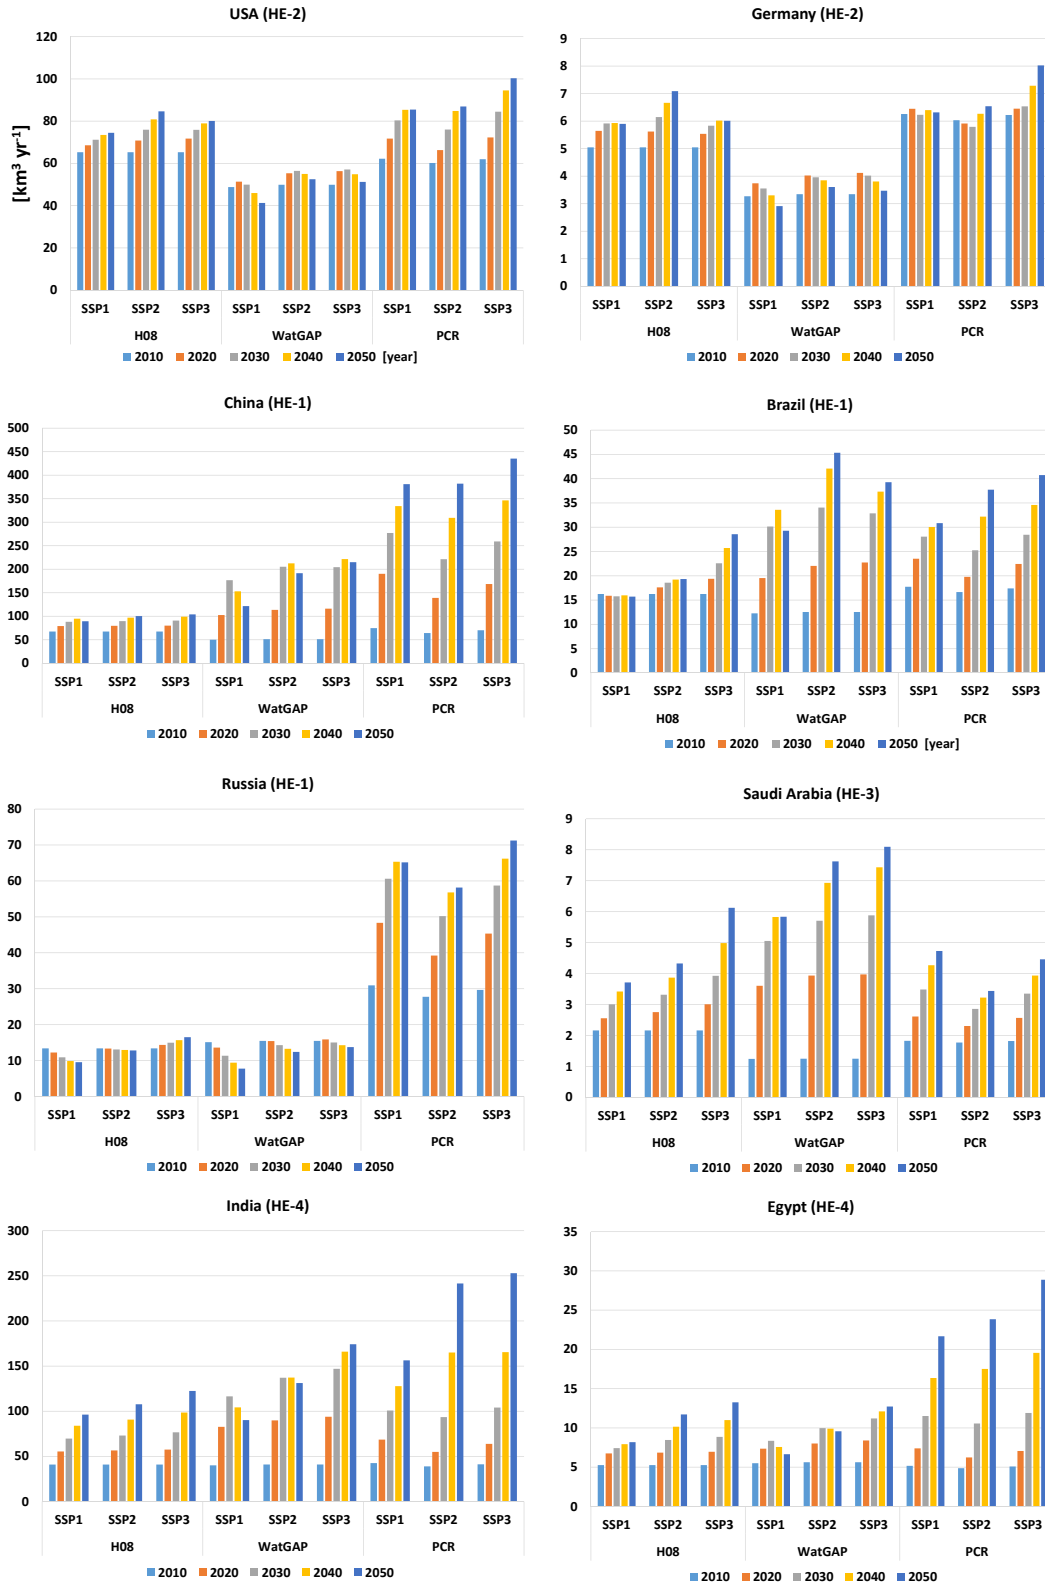 USA (HE-2)
[km³ yr⁻¹]
120
100
80
60
40
20
0
SSP1 SSP2 SSP3 SSP1 SSP2 SSP3 SSP1 SSP2 SSP3
H08 WatGAP PCR
2010 2020 2030 2040 2050 [year]
Germany (HE-2)
9
8
7
6
5
4
3
2
1
0
SSP1 SSP2 SSP3 SSP1 SSP2 SSP3 SSP1 SSP2 SSP3
H08 WatGAP PCR
2010 2020 2030 2040 2050
China (HE-1)
500
450
400
350
300
250
200
150
100
50
0
SSP1 SSP2 SSP3 SSP1 SSP2 SSP3 SSP1 SSP2 SSP3
H08 WatGAP PCR
2010 2020 2030 2040 2050
Brazil (HE-1)
50
45
40
35
30
25
20
15
10
5
0
SSP1 SSP2 SSP3 SSP1 SSP2 SSP3 SSP1 SSP2 SSP3
H08 WatGAP PCR
2010 2020 2030 2040 2050 [year]
Russia (HE-1)
80
70
60
50
40
30
20
10
0
SSP1 SSP2 SSP3 SSP1 SSP2 SSP3 SSP1 SSP2 SSP3
H08 WatGAP PCR
2010 2020 2030 2040 2050
Saudi Arabia (HE-3)
9
8
7
6
5
4
3
2
1
0
SSP1 SSP2 SSP3 SSP1 SSP2 SSP3 SSP1 SSP2 SSP3
H08 WatGAP PCR
2010 2020 2030 2040 2050
India (HE-4)
300
250
200
150
100
50
0
SSP1 SSP2 SSP3 SSP1 SSP2 SSP3 SSP1 SSP2 SSP3
H08 WatGAP PCR
2010 2020 2030 2040 2050
Egypt (HE-4)
35
30
25
20
15
10
5
0
SSP1 SSP2 SSP3 SSP1 SSP2 SSP3 SSP1 SSP2 SSP3
H08 WatGAP PCR
2010 2020 2030 2040 2050